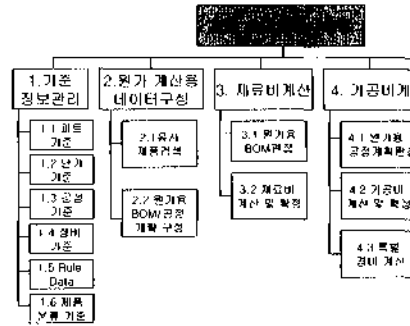 1.기준
정보관리
2.원가 계산용
데이터구성
3. 재료비계산
4. 가공비계
1.1 파트
기준
1.2 단가
기준
1.3 공정
기준
1.4 장비
기준
1.5 Rule
Data
1.6 제품
분류 기준
2.1유사
제품검색
2.2 원가용
BOM/공정
계획 구성
3.1 원가용
BOM편성
3.2 재료비
계산 및 확정
4.1 원가용
공정계획편성
4.2 가공비
계산 및 확정
4.3 특별
경비 계산